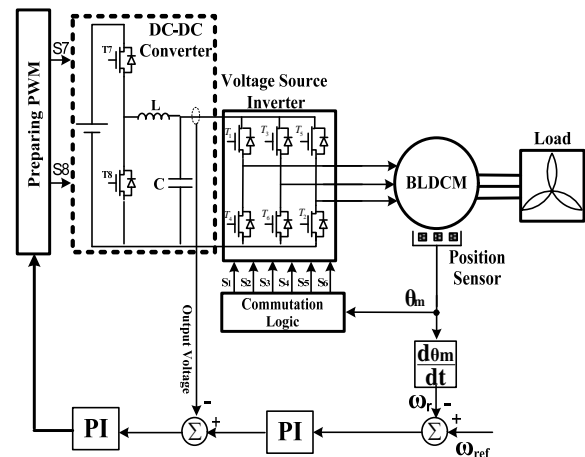 Preparing PWM
S7
S8
DC-DC
Converter
T7
T8
L
C
Voltage Source
Inverter
T1
T3
T5
T4
T6
T2
BLDCM
Load
Position
Sensor
S1 S2 S3 S4 S5 S6
Commutation
Logic
θm
dθm
dt
Output Voltage
ωr
-
+
ωref
Σ
PI
+
-
Σ
PI